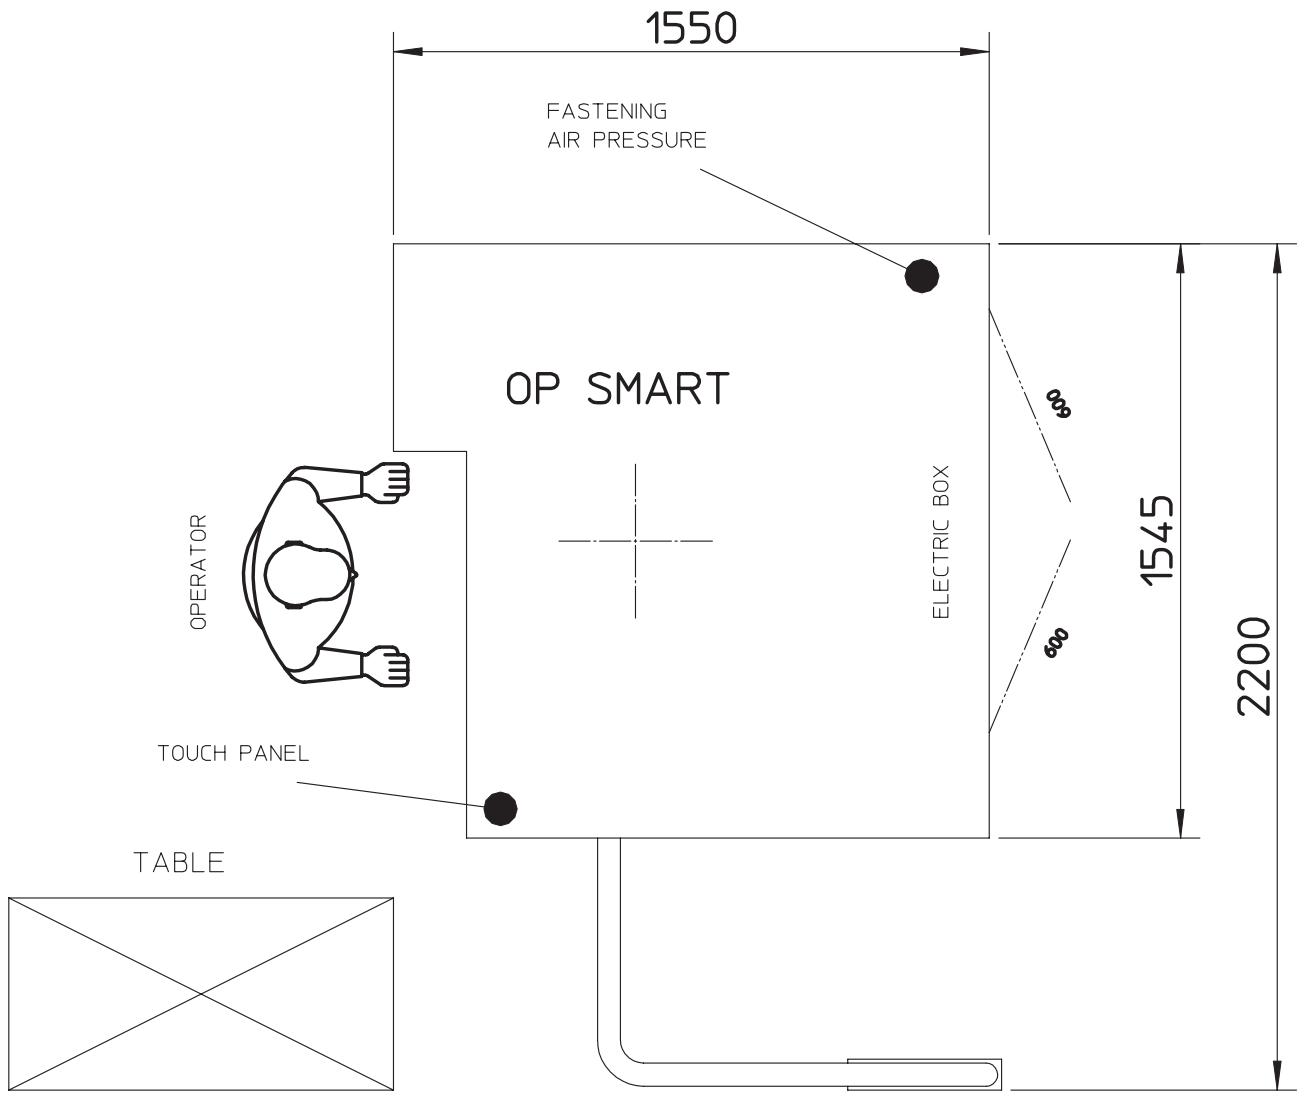 1550
FASTENING
AIR PRESSURE
OP SMART
600
ELECTRIC BOX
1545
OPERATOR
600
2200
TOUCH PANEL
TABLE